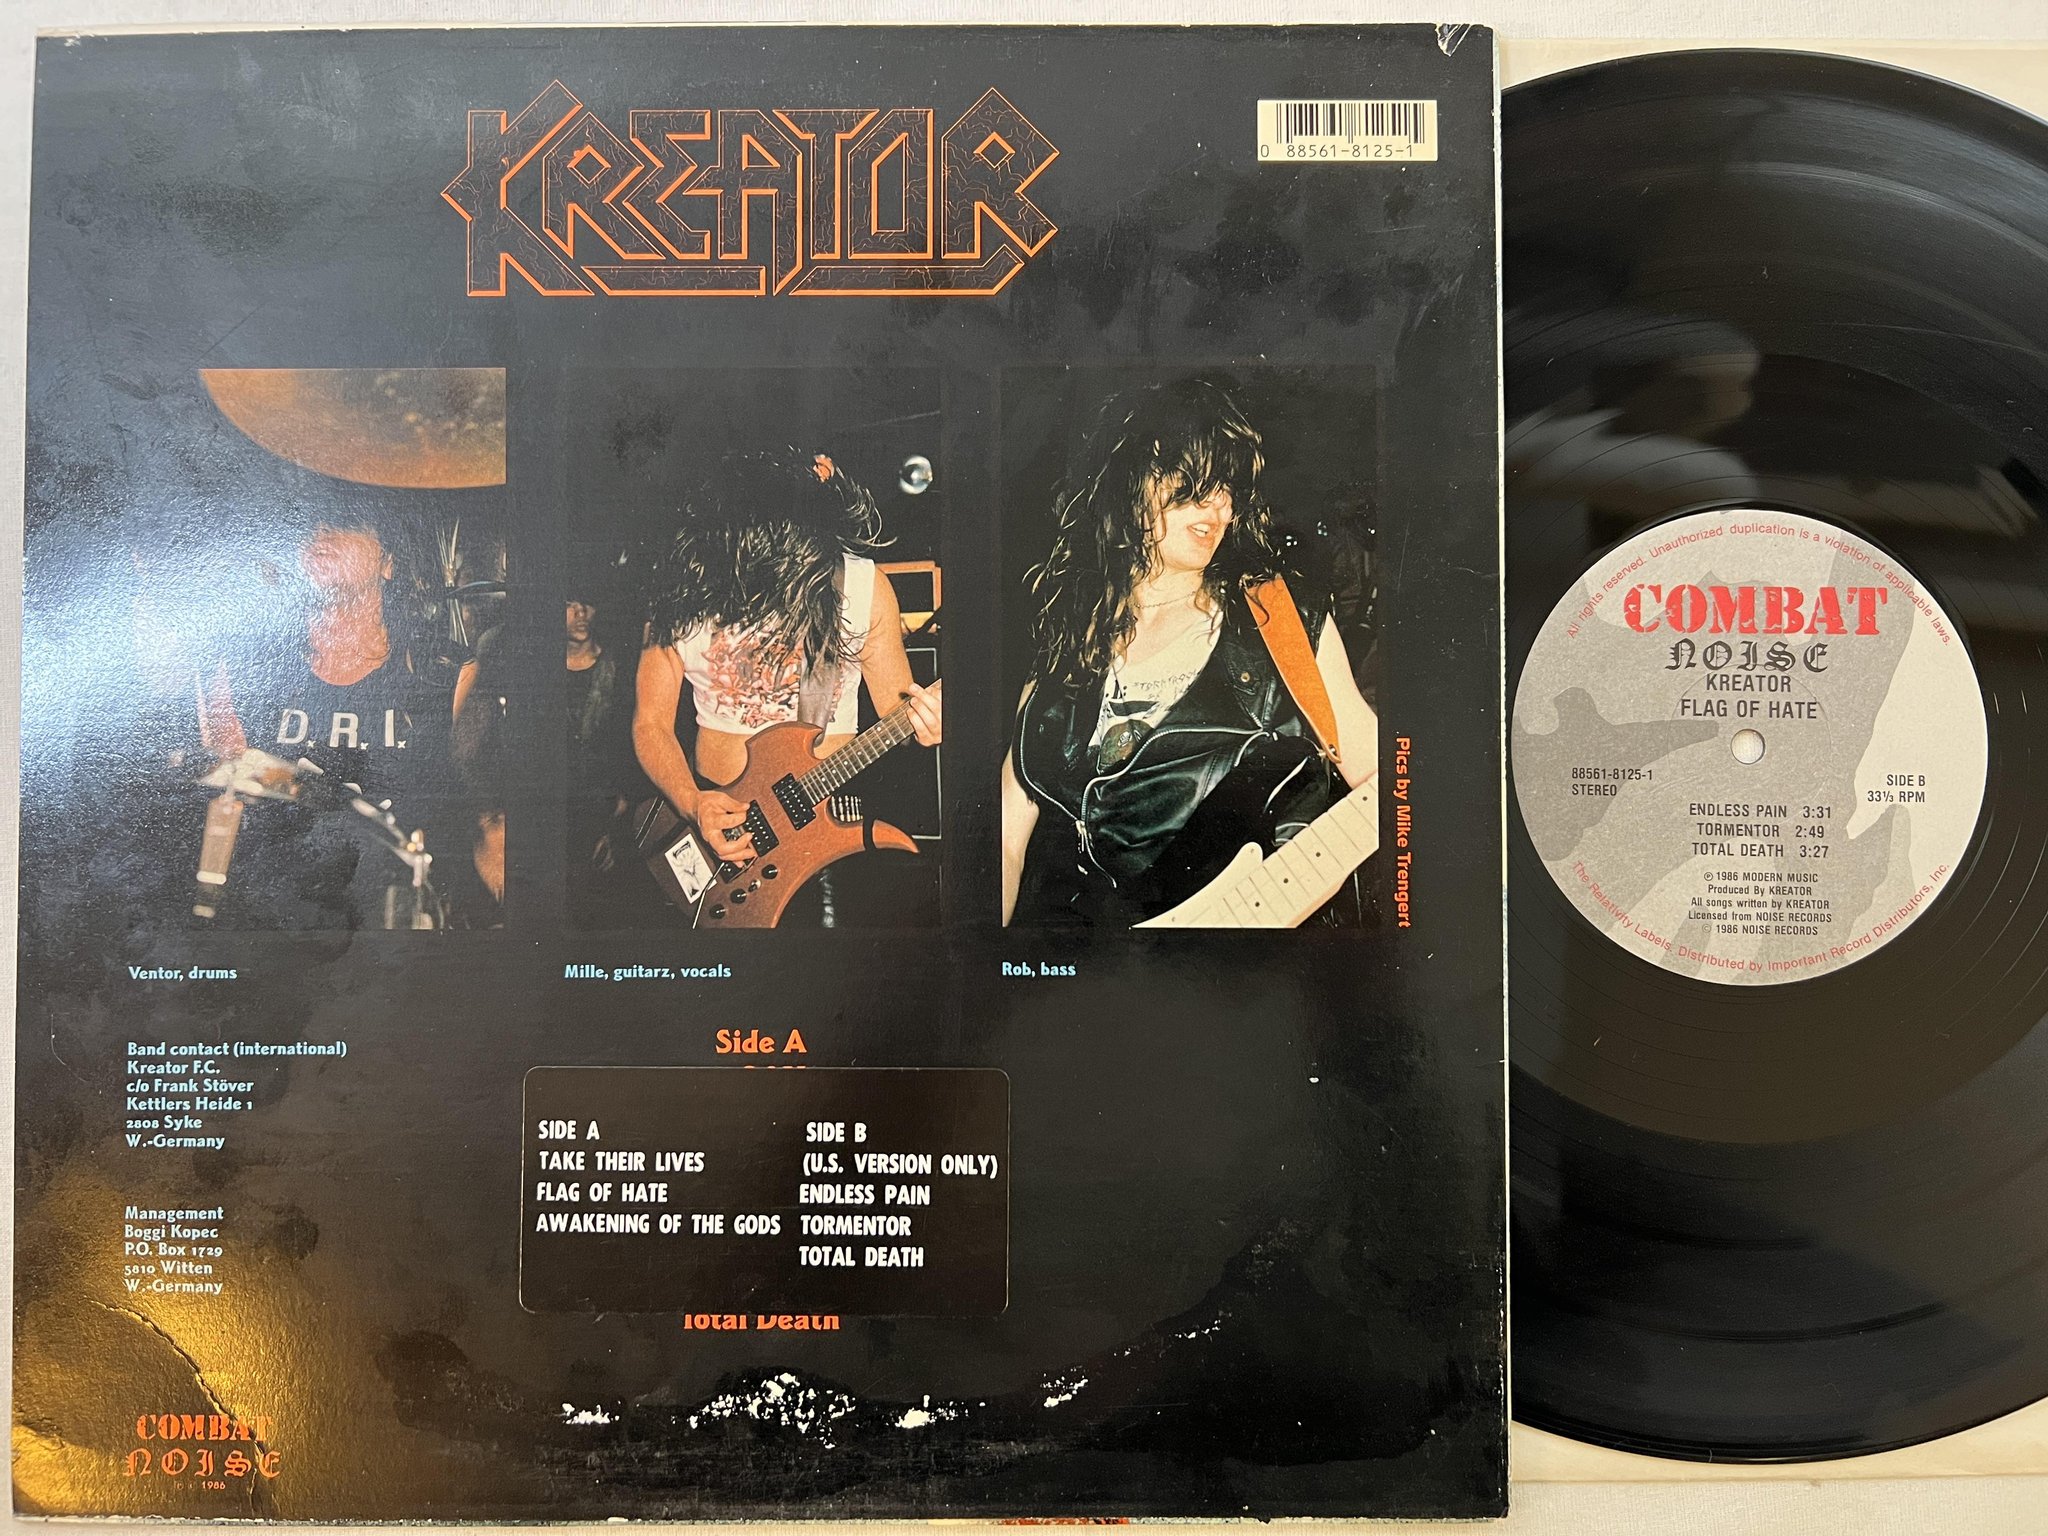 KREATOR
0 88561-8125-1
D.R.I.
Pics by Mike Trengert
Ventor, drums
Mille, guitarz, vocals
Rob, bass
Band contact (international)
Kreator F.C.
c/o Frank Stöver
Kettlers Heide 1
2808 Syke
W.-Germany
Management
Boggi Kopec
P.O. Box 1729
5810 Witten
W.-Germany
Side A
SIDE A
TAKE THEIR LIVES
FLAG OF HATE
AWAKENING OF THE GODS
SIDE B
(U.S. VERSION ONLY)
ENDLESS PAIN
TORMENTOR
TOTAL DEATH
Total Death
COMBAT
NOISE
℗ © 1986
All rights reserved. Unauthorized duplication is a violation of applicable laws.
COMBAT
NOISE
KREATOR
FLAG OF HATE
88561-8125-1
STEREO
SIDE B
33⅓ RPM
ENDLESS PAIN 3:31
TORMENTOR 2:49
TOTAL DEATH 3:27
℗ 1986 MODERN MUSIC
Produced By KREATOR
All songs written by KREATOR
Licensed from NOISE RECORDS
© 1986 NOISE RECORDS
The Relativity Labels. Distributed by Important Record Distributors, Inc.